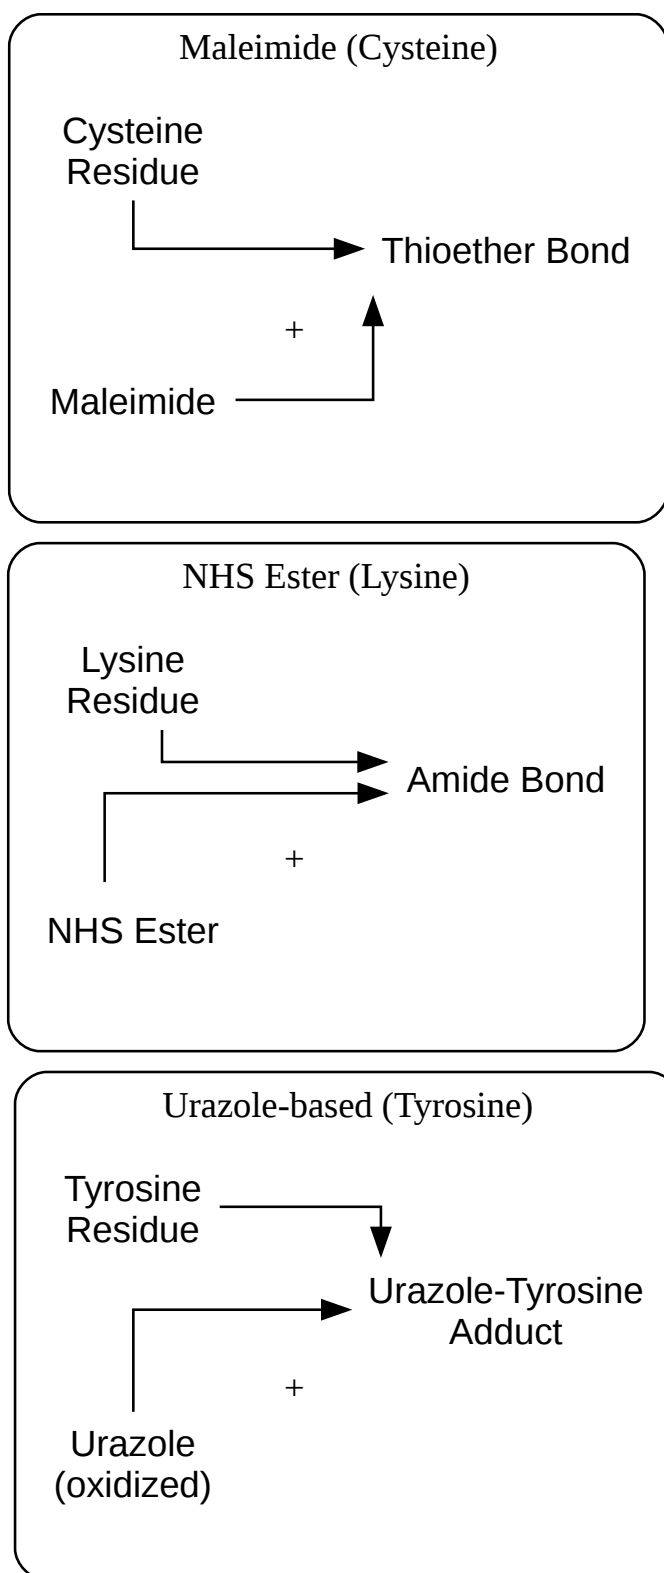 Maleimide (Cysteine)
Cysteine
Residue
Thioether Bond
+
Maleimide
NHS Ester (Lysine)
Lysine
Residue
Amide Bond
+
NHS Ester
Urazole-based (Tyrosine)
Tyrosine
Residue
Urazole-Tyrosine
Adduct
+
Urazole
(oxidized)